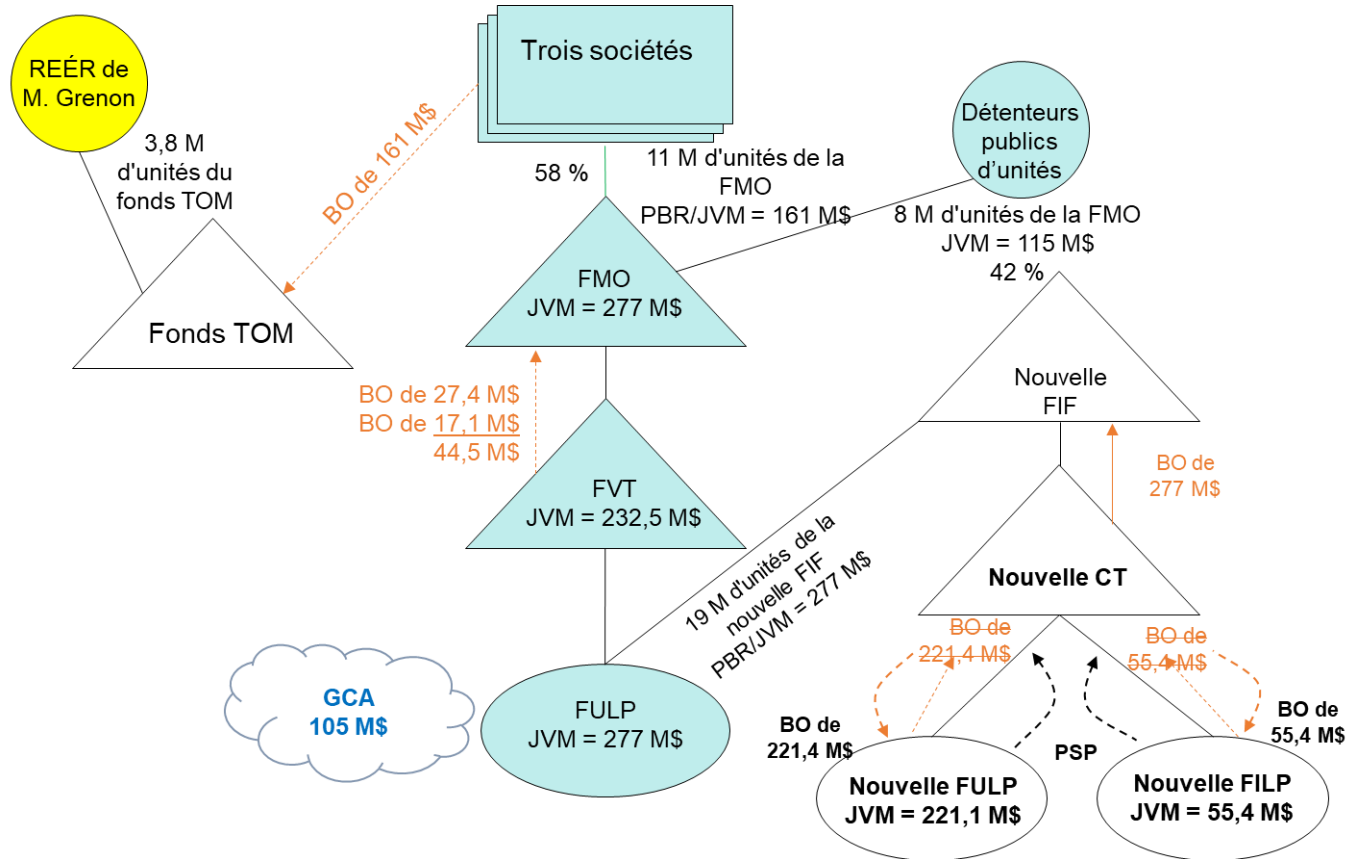 REÉR de
M. Grenon
3,8 M
d'unités du
fonds TOM
Fonds TOM
BO de 161 M$
Trois sociétés
58 %
11 M d'unités de la
FMO
PBR/JVM = 161 M$
Détenteurs
publics
d’unités
8 M d'unités de la FMO
JVM = 115 M$
42 %
FMO
JVM = 277 M$
BO de 27,4 M$
BO de 17,1 M$
44,5 M$
FVT
JVM = 232,5 M$
19 M d'unités de la
nouvelle FIF
PBR/JVM = 277 M$
Nouvelle
FIF
BO de
277 M$
Nouvelle CT
BO de
221,4 M$
BO de
55,4 M$
GCA
105 M$
FULP
JVM = 277 M$
BO de
221,4 M$
PSP
BO de
55,4 M$
Nouvelle FULP
JVM = 221,1 M$
Nouvelle FILP
JVM = 55,4 M$